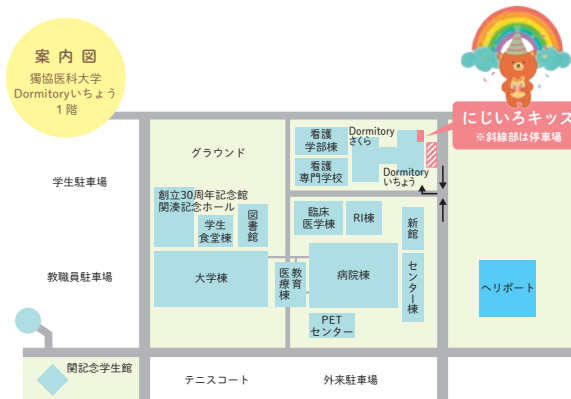 案内図
獨協医科大学
Dormitoryいちょう
1階
にじいろキッズ
※斜線部は停車場
グラウンド
看護
学部棟
Dormitory
さくら
看護
専門学校
Dormitory
いちょう
学生駐車場
創立30周年記念館
関湊記念ホール
学生
食堂棟
図書館
臨床
医学棟
RI棟
新館
教職員駐車場
大学棟
教育
医療棟
病院棟
センター棟
ヘリポート
PET
センター
関記念学生館
テニスコート
外来駐車場